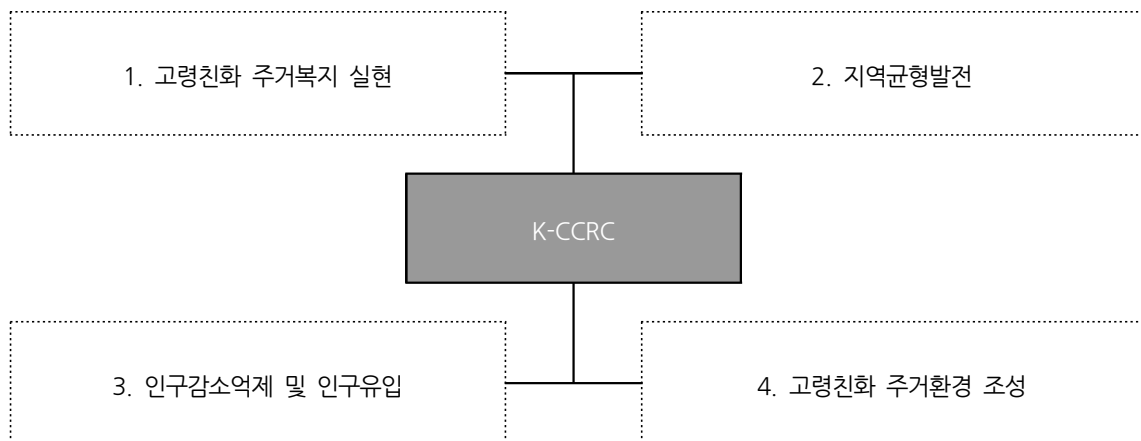 1. 고령친화 주거복지 실현
2. 지역균형발전
K-CCRC
3. 인구감소억제 및 인구유입
4. 고령친화 주거환경 조성